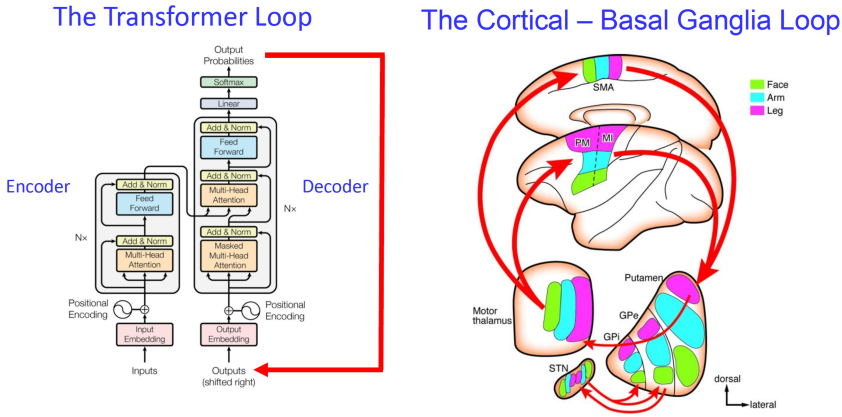 The Transformer Loop
Output
Probabilities
Softmax
Linear
Add & Norm
Feed
Forward
Add & Norm
Multi-Head
Attention
Add & Norm
Masked
Multi-Head
Attention
Nx
Decoder
Positional
Encoding
Output
Embedding
Outputs
(shifted right)
Encoder
Add & Norm
Feed
Forward
Nx
Add & Norm
Multi-Head
Attention
Positional
Encoding
Input
Embedding
Inputs
The Cortical – Basal Ganglia Loop
SMA
Face
Arm
Leg
PM
MI
Motor
thalamus
Putamen
GPe
GPi
STN
dorsal
lateral